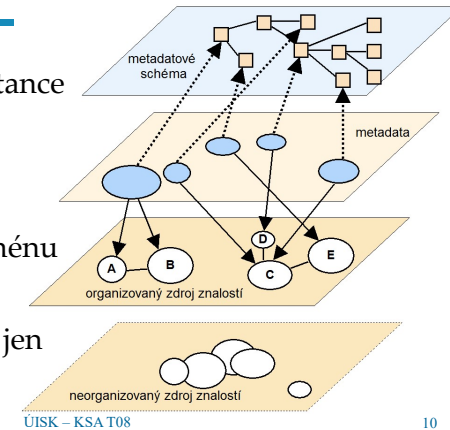 metadatové
schéma
tance
metadata
D
E
A
B
C
ménu
organizovaný zdroj znalostí
jen
neorganizovaný zdroj znalostí
ÚISK – KSA T08
10